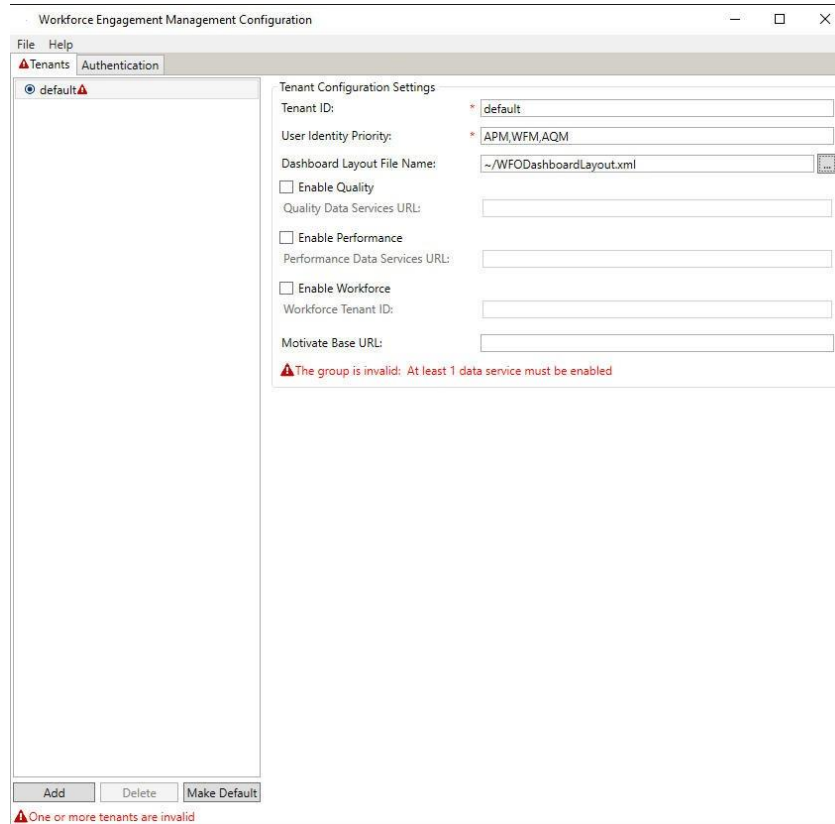 Workforce Engagement Management Configuration
File Help
Tenants Authentication
default
Tenant Configuration Settings
Tenant ID: * default
User Identity Priority: * APM,WFM,AQM
Dashboard Layout File Name: ~/WFODashboardLayout.xml ...
Enable Quality
Quality Data Services URL:
Enable Performance
Performance Data Services URL:
Enable Workforce
Workforce Tenant ID:
Motivate Base URL:
The group is invalid: At least 1 data service must be enabled
Add Delete Make Default
One or more tenants are invalid